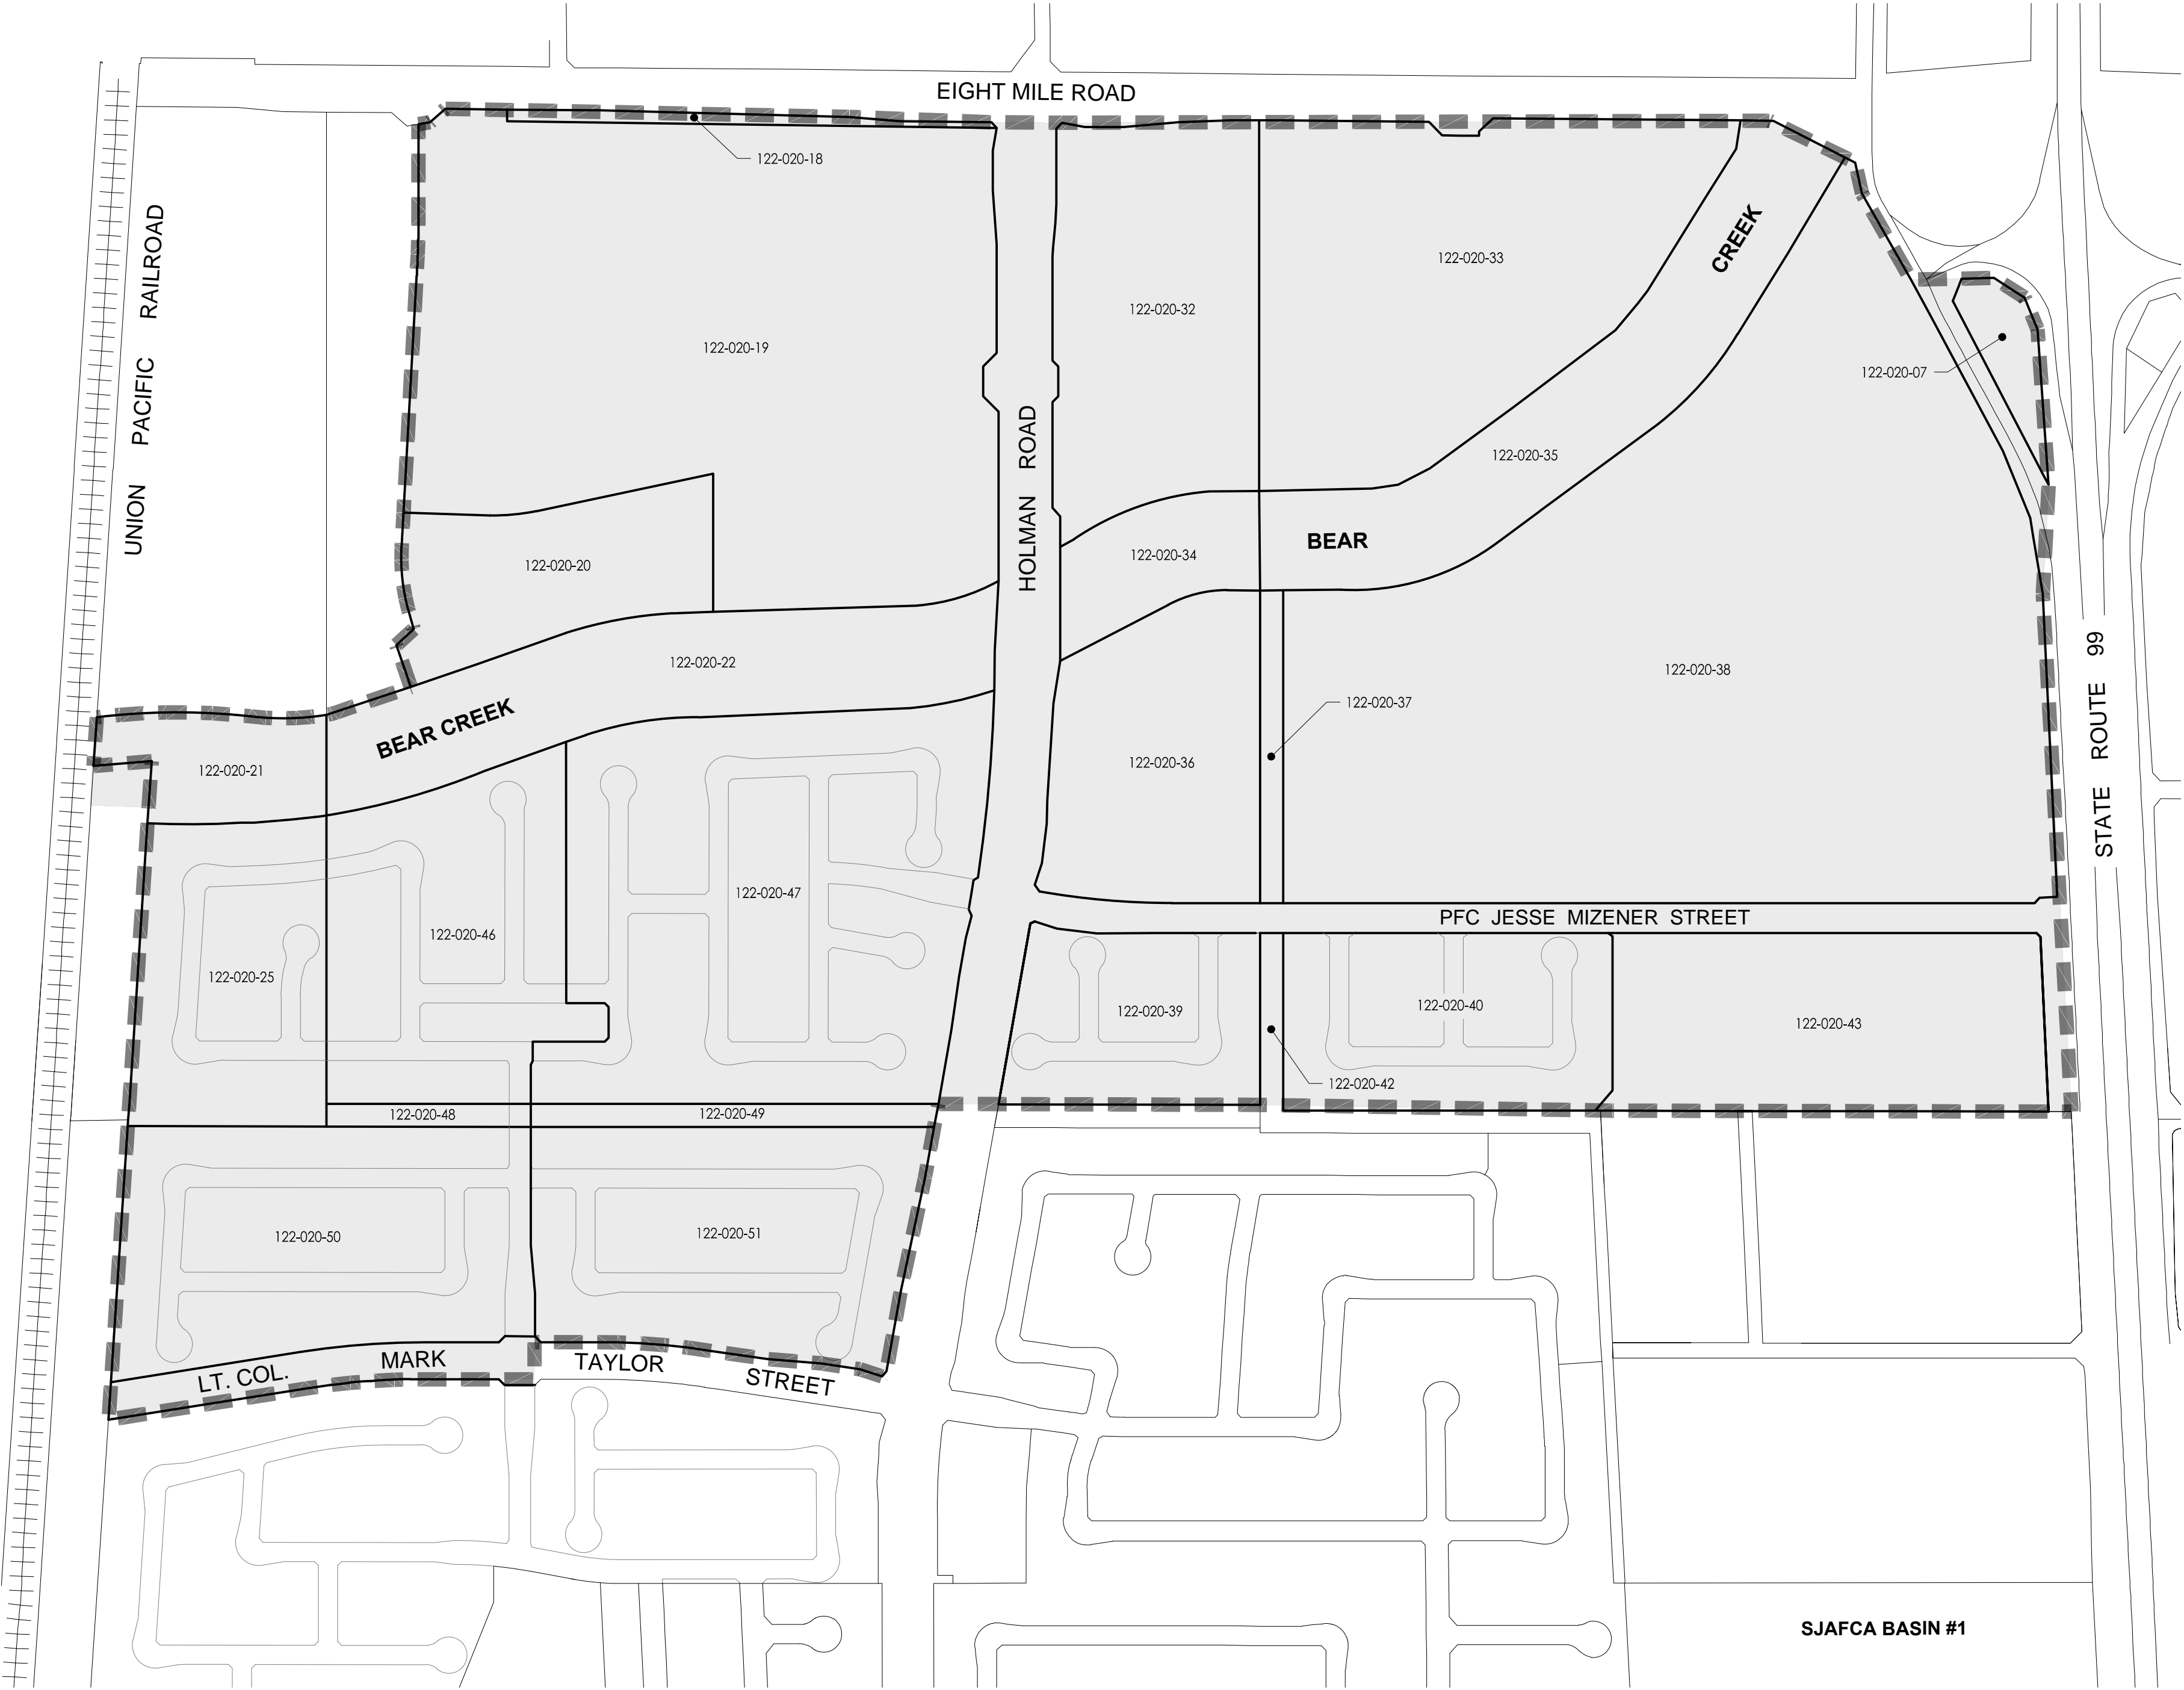 EIGHT MILE ROAD
122-020-18
UNION PACIFIC RAILROAD
CREEK
122-020-33
122-020-32
122-020-19
122-020-07
HOLMAN ROAD
122-020-35
BEAR
122-020-34
122-020-20
122-020-22
122-020-38
STATE ROUTE 99
122-020-37
BEAR CREEK
122-020-21
122-020-36
122-020-47
PFC JESSE MIZENER STREET
122-020-46
122-020-25
122-020-39
122-020-40
122-020-43
122-020-42
122-020-48
122-020-49
122-020-50
122-020-51
LT. COL. MARK TAYLOR STREET
SJAFCA BASIN #1